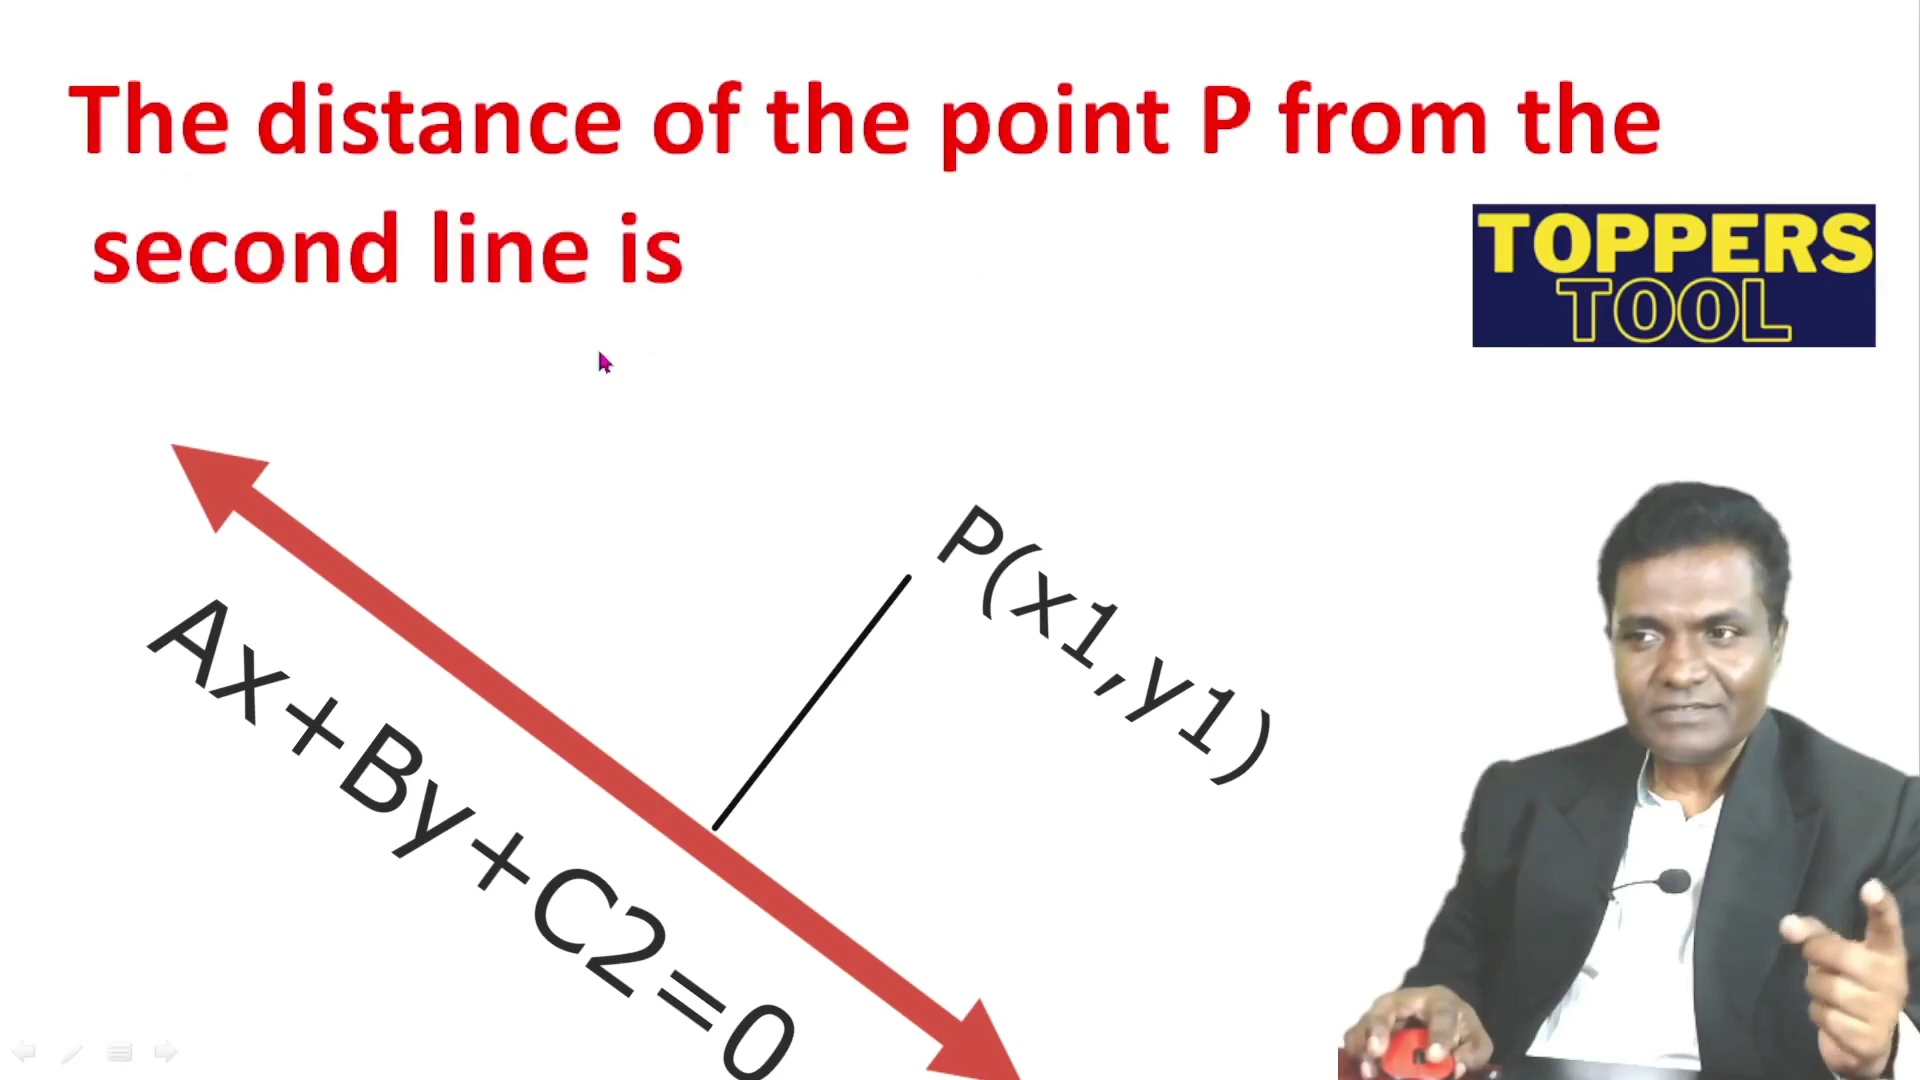 The distance of the point P from the
second line is
TOPPERS
TOOL
P(x1,y1)
Ax+By+C2=0